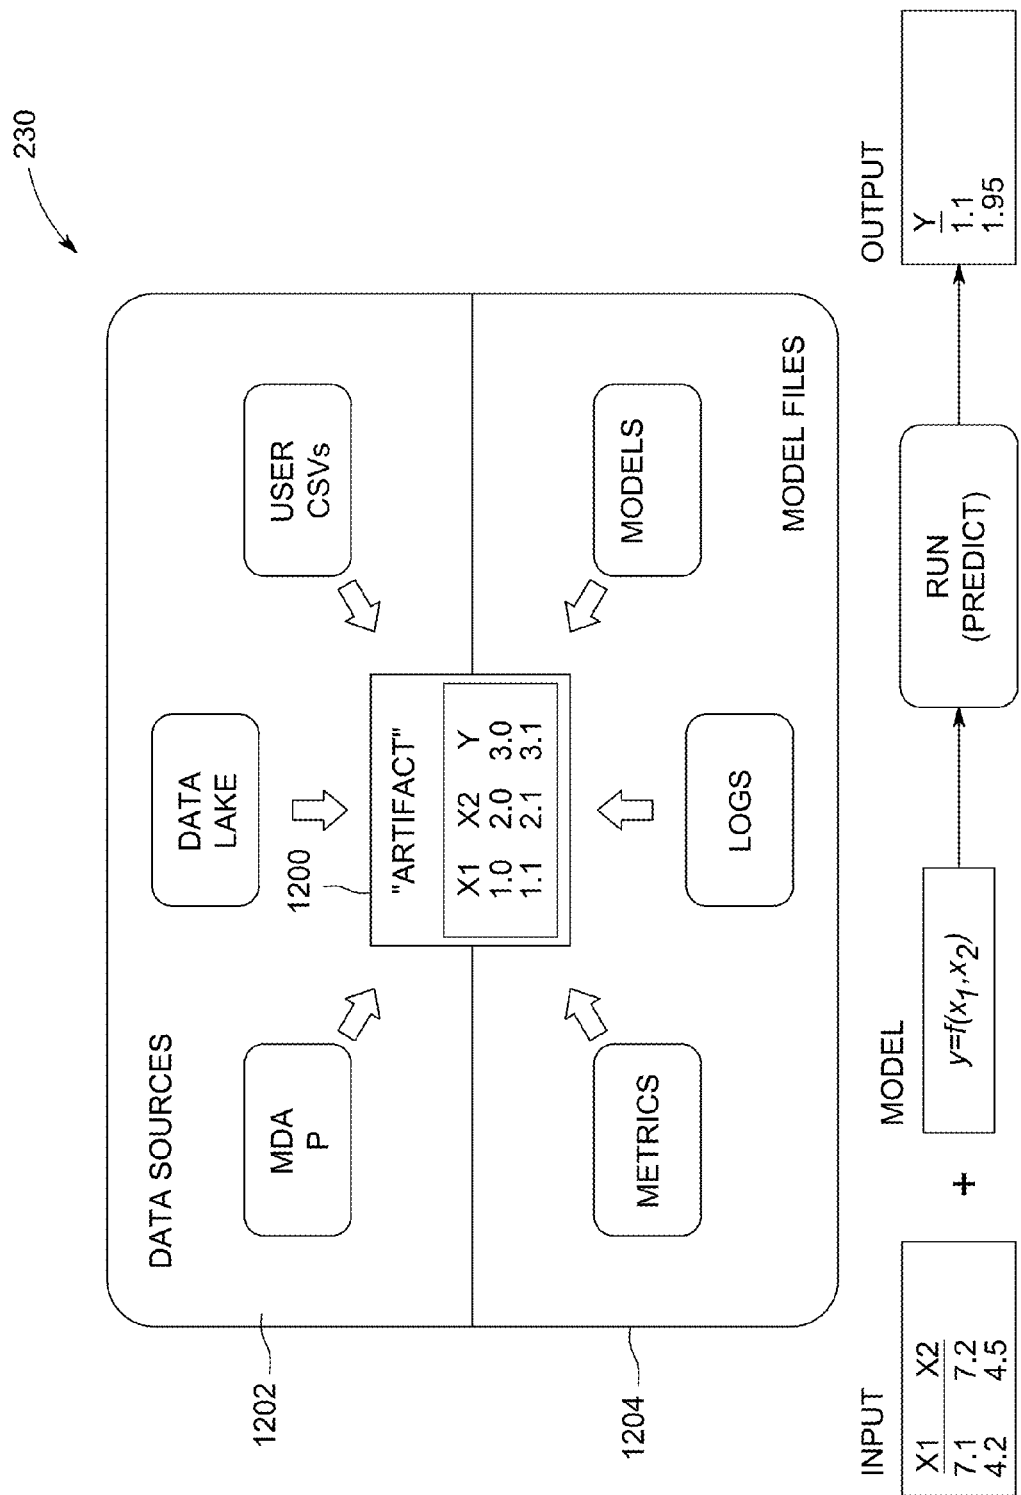 230
DATA SOURCES
1202
MDA
P
DATA
LAKE
USER
CSVs
1200
"ARTIFACT"
X1 X2 Y
1.0 2.0 3.0
1.1 2.1 3.1
1204
METRICS
LOGS
MODELS
MODEL FILES
INPUT
X1 X2
7.1 7.2
4.2 4.5
+
MODEL
y=f(x₁,x₂)
RUN
(PREDICT)
OUTPUT
Y
1.1
1.95